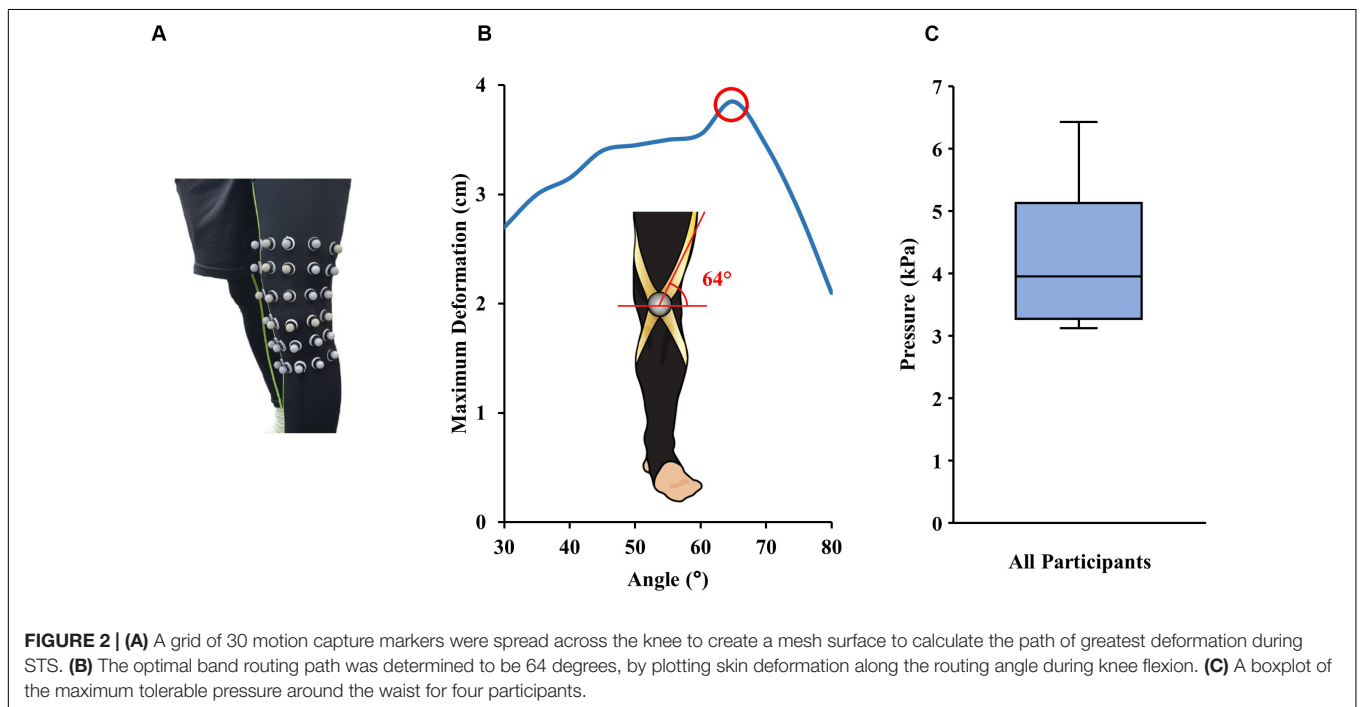 A
B
C
Maximum Deformation (cm)
4
3
2
1
0
30 40 50 60 70 80
Angle (°)
64°
Pressure (kPa)
7
6
5
4
3
2
1
0
All Participants
FIGURE 2 | (A) A grid of 30 motion capture markers were spread across the knee to create a mesh surface to calculate the path of greatest deformation during
STS. (B) The optimal band routing path was determined to be 64 degrees, by plotting skin deformation along the routing angle during knee flexion. (C) A boxplot of
the maximum tolerable pressure around the waist for four participants.